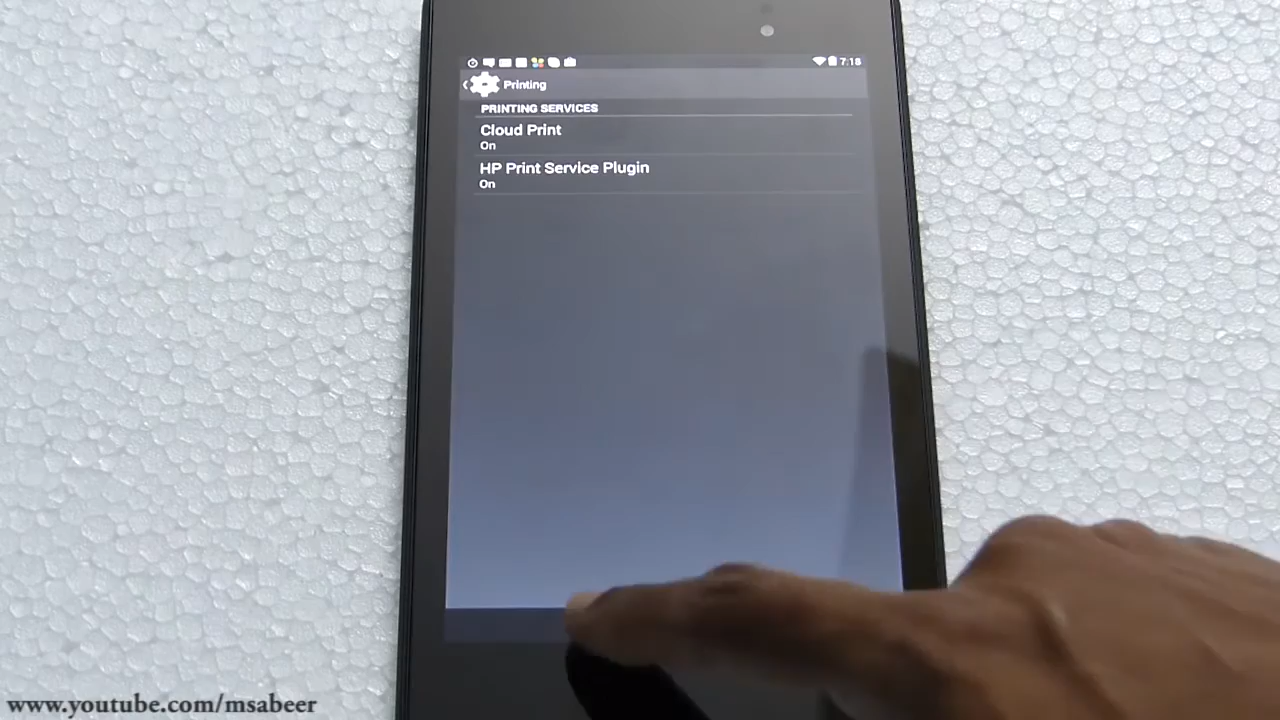 7:18
Printing
PRINTING SERVICES
Cloud Print
On
HP Print Service Plugin
On
www.youtube.com/msabeer